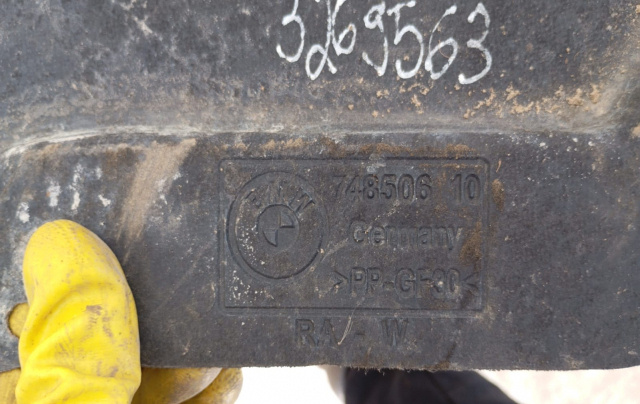 3269563
BMW
748506 10
Germany
>PP-GF30<
RA - W